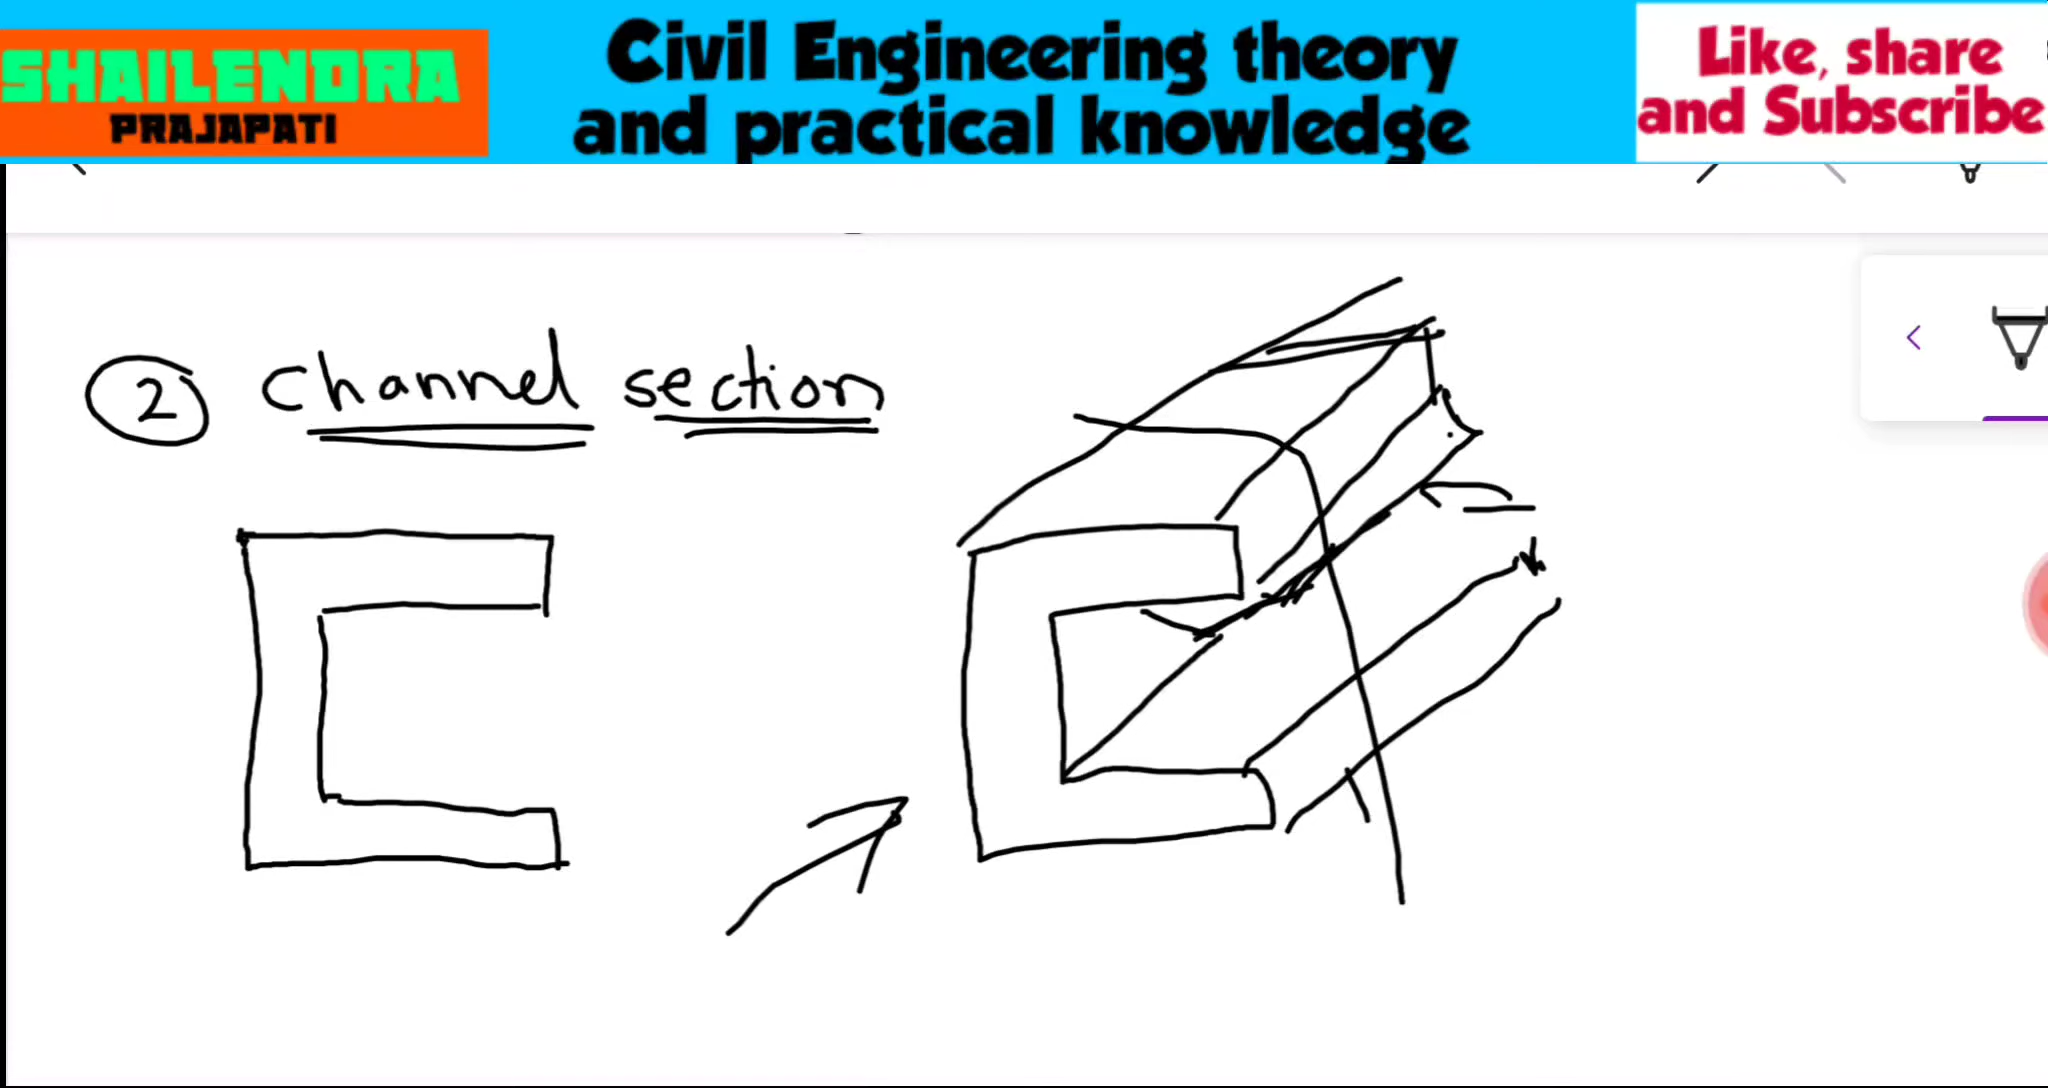 SHAILENDRA
PRAJAPATI
Civil Engineering theory
and practical knowledge
Like, share
and Subscribe
2 Channel section